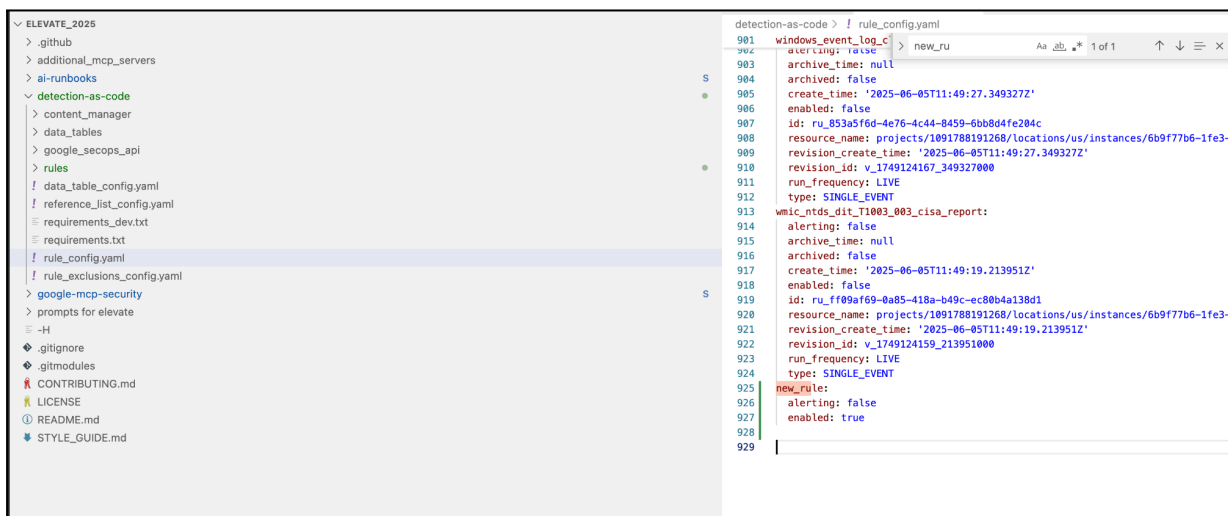 ELEVATE_2025
.github
additional_mcp_servers
ai-runbooks S
detection-as-code
content_manager
data_tables
google_secops_api
rules
! data_table_config.yaml
! reference_list_config.yaml
requirements_dev.txt
requirements.txt
! rule_config.yaml
! rule_exclusions_config.yaml
google-mcp-security S
prompts for elevate
-H
.gitignore
.gitmodules
CONTRIBUTING.md
LICENSE
README.md
STYLE_GUIDE.md
detection-as-code > ! rule_config.yaml
> new_ru Aa ab .* 1 of 1
901 windows_event_log_c
902 alerting: false
903 archive_time: null
904 archived: false
905 create_time: '2025-06-05T11:49:27.349327Z'
906 enabled: false
907 id: ru_853a5f6d-4e76-4c44-8459-6bb8d4fe204c
908 resource_name: projects/1091788191268/locations/us/instances/6b9f77b6-1fe3-
909 revision_create_time: '2025-06-05T11:49:27.349327Z'
910 revision_id: v_1749124167_349327000
911 run_frequency: LIVE
912 type: SINGLE_EVENT
913 wmic_ntds_dit_T1003_003_cisa_report:
914 alerting: false
915 archive_time: null
916 archived: false
917 create_time: '2025-06-05T11:49:19.213951Z'
918 enabled: false
919 id: ru_ff09af69-0a85-418a-b49c-ec80b4a138d1
920 resource_name: projects/1091788191268/locations/us/instances/6b9f77b6-1fe3-
921 revision_create_time: '2025-06-05T11:49:19.213951Z'
922 revision_id: v_1749124159_213951000
923 run_frequency: LIVE
924 type: SINGLE_EVENT
925 new_rule:
926 alerting: false
927 enabled: true
928
929